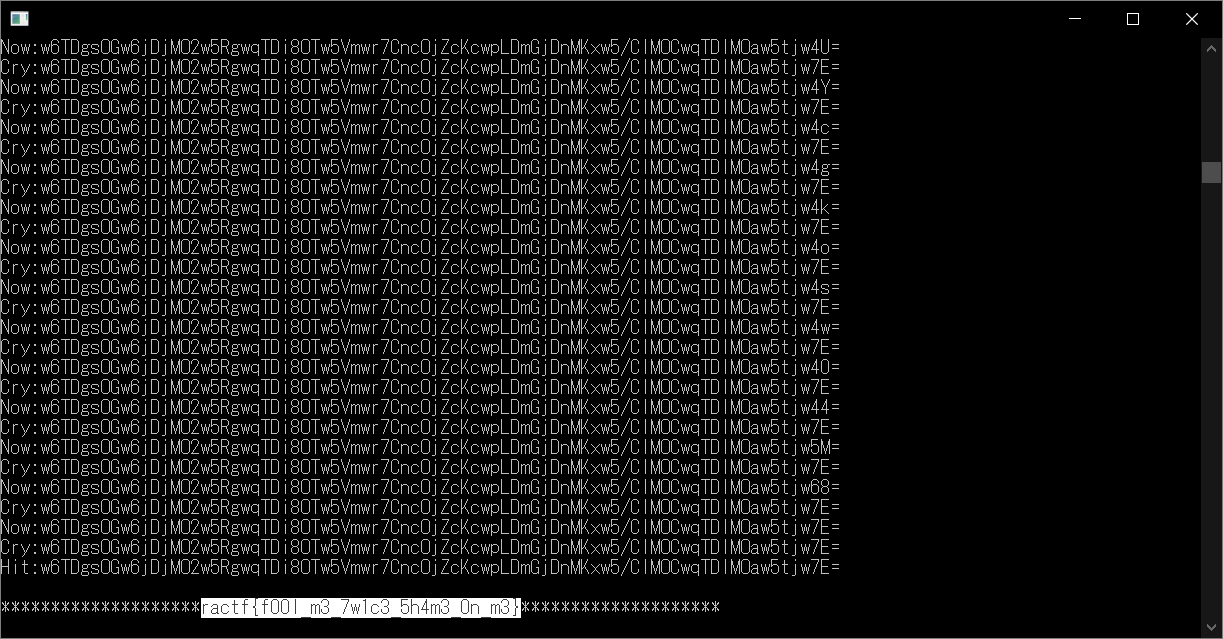 Now:w6TDgsOGw6jDjMO2w5RgwqTDi8OTw5Vmwr7CncOjZcKcwpLDmGjDnMKxw5/ClMOCwqTDlMOaw5tjw4U=
Cry:w6TDgsOGw6jDjMO2w5RgwqTDi8OTw5Vmwr7CncOjZcKcwpLDmGjDnMKxw5/ClMOCwqTDlMOaw5tjw7E=
Now:w6TDgsOGw6jDjMO2w5RgwqTDi8OTw5Vmwr7CncOjZcKcwpLDmGjDnMKxw5/ClMOCwqTDlMOaw5tjw4Y=
Cry:w6TDgsOGw6jDjMO2w5RgwqTDi8OTw5Vmwr7CncOjZcKcwpLDmGjDnMKxw5/ClMOCwqTDlMOaw5tjw7E=
Now:w6TDgsOGw6jDjMO2w5RgwqTDi8OTw5Vmwr7CncOjZcKcwpLDmGjDnMKxw5/ClMOCwqTDlMOaw5tjw4c=
Cry:w6TDgsOGw6jDjMO2w5RgwqTDi8OTw5Vmwr7CncOjZcKcwpLDmGjDnMKxw5/ClMOCwqTDlMOaw5tjw7E=
Now:w6TDgsOGw6jDjMO2w5RgwqTDi8OTw5Vmwr7CncOjZcKcwpLDmGjDnMKxw5/ClMOCwqTDlMOaw5tjw4g=
Cry:w6TDgsOGw6jDjMO2w5RgwqTDi8OTw5Vmwr7CncOjZcKcwpLDmGjDnMKxw5/ClMOCwqTDlMOaw5tjw7E=
Now:w6TDgsOGw6jDjMO2w5RgwqTDi8OTw5Vmwr7CncOjZcKcwpLDmGjDnMKxw5/ClMOCwqTDlMOaw5tjw4k=
Cry:w6TDgsOGw6jDjMO2w5RgwqTDi8OTw5Vmwr7CncOjZcKcwpLDmGjDnMKxw5/ClMOCwqTDlMOaw5tjw7E=
Now:w6TDgsOGw6jDjMO2w5RgwqTDi8OTw5Vmwr7CncOjZcKcwpLDmGjDnMKxw5/ClMOCwqTDlMOaw5tjw4o=
Cry:w6TDgsOGw6jDjMO2w5RgwqTDi8OTw5Vmwr7CncOjZcKcwpLDmGjDnMKxw5/ClMOCwqTDlMOaw5tjw7E=
Now:w6TDgsOGw6jDjMO2w5RgwqTDi8OTw5Vmwr7CncOjZcKcwpLDmGjDnMKxw5/ClMOCwqTDlMOaw5tjw4s=
Cry:w6TDgsOGw6jDjMO2w5RgwqTDi8OTw5Vmwr7CncOjZcKcwpLDmGjDnMKxw5/ClMOCwqTDlMOaw5tjw7E=
Now:w6TDgsOGw6jDjMO2w5RgwqTDi8OTw5Vmwr7CncOjZcKcwpLDmGjDnMKxw5/ClMOCwqTDlMOaw5tjw4w=
Cry:w6TDgsOGw6jDjMO2w5RgwqTDi8OTw5Vmwr7CncOjZcKcwpLDmGjDnMKxw5/ClMOCwqTDlMOaw5tjw7E=
Now:w6TDgsOGw6jDjMO2w5RgwqTDi8OTw5Vmwr7CncOjZcKcwpLDmGjDnMKxw5/ClMOCwqTDlMOaw5tjw40=
Cry:w6TDgsOGw6jDjMO2w5RgwqTDi8OTw5Vmwr7CncOjZcKcwpLDmGjDnMKxw5/ClMOCwqTDlMOaw5tjw7E=
Now:w6TDgsOGw6jDjMO2w5RgwqTDi8OTw5Vmwr7CncOjZcKcwpLDmGjDnMKxw5/ClMOCwqTDlMOaw5tjw44=
Cry:w6TDgsOGw6jDjMO2w5RgwqTDi8OTw5Vmwr7CncOjZcKcwpLDmGjDnMKxw5/ClMOCwqTDlMOaw5tjw7E=
Now:w6TDgsOGw6jDjMO2w5RgwqTDi8OTw5Vmwr7CncOjZcKcwpLDmGjDnMKxw5/ClMOCwqTDlMOaw5tjw5M=
Cry:w6TDgsOGw6jDjMO2w5RgwqTDi8OTw5Vmwr7CncOjZcKcwpLDmGjDnMKxw5/ClMOCwqTDlMOaw5tjw7E=
Now:w6TDgsOGw6jDjMO2w5RgwqTDi8OTw5Vmwr7CncOjZcKcwpLDmGjDnMKxw5/ClMOCwqTDlMOaw5tjw68=
Cry:w6TDgsOGw6jDjMO2w5RgwqTDi8OTw5Vmwr7CncOjZcKcwpLDmGjDnMKxw5/ClMOCwqTDlMOaw5tjw7E=
Now:w6TDgsOGw6jDjMO2w5RgwqTDi8OTw5Vmwr7CncOjZcKcwpLDmGjDnMKxw5/ClMOCwqTDlMOaw5tjw7E=
Cry:w6TDgsOGw6jDjMO2w5RgwqTDi8OTw5Vmwr7CncOjZcKcwpLDmGjDnMKxw5/ClMOCwqTDlMOaw5tjw7E=
Hit:w6TDgsOGw6jDjMO2w5RgwqTDi8OTw5Vmwr7CncOjZcKcwpLDmGjDnMKxw5/ClMOCwqTDlMOaw5tjw7E=
********************ractf{f00l_m3_7w1c3_5h4m3_0n_m3}********************